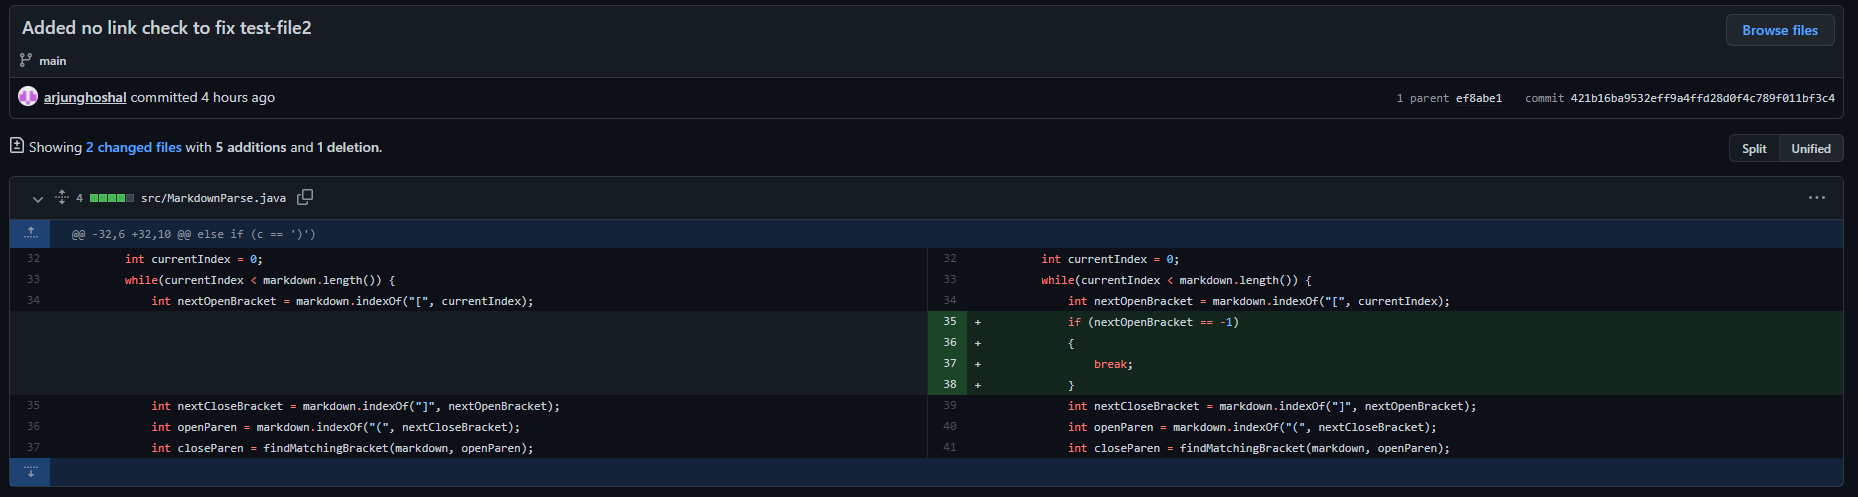 Added no link check to fix test-file2
Browse files
main
arjunghoshal committed 4 hours ago
1 parent ef8abe1 commit 421b16ba9532eff9a4ffd28d0f4c789f011bf3c4
Showing 2 changed files with 5 additions and 1 deletion.
Split Unified
4 src/MarkdownParse.java
@@ -32,6 +32,10 @@ else if (c == ')')
32 int currentIndex = 0;
33 while(currentIndex < markdown.length()) {
34 int nextOpenBracket = markdown.indexOf("[", currentIndex);
35 int nextCloseBracket = markdown.indexOf("]", nextOpenBracket);
36 int openParen = markdown.indexOf("(", nextCloseBracket);
37 int closeParen = findMatchingBracket(markdown, openParen);
32 int currentIndex = 0;
33 while(currentIndex < markdown.length()) {
34 int nextOpenBracket = markdown.indexOf("[", currentIndex);
35 + if (nextOpenBracket == -1)
36 + {
37 + break;
38 + }
39 int nextCloseBracket = markdown.indexOf("]", nextOpenBracket);
40 int openParen = markdown.indexOf("(", nextCloseBracket);
41 int closeParen = findMatchingBracket(markdown, openParen);